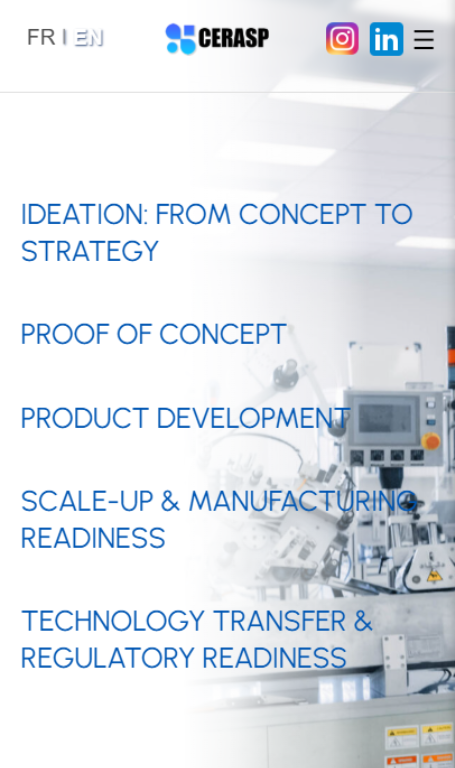 FR | EN
CERASP
in
IDEATION: FROM CONCEPT TO
STRATEGY
PROOF OF CONCEPT
PRODUCT DEVELOPMENT
SCALE-UP & MANUFACTURING
READINESS
TECHNOLOGY TRANSFER &
REGULATORY READINESS